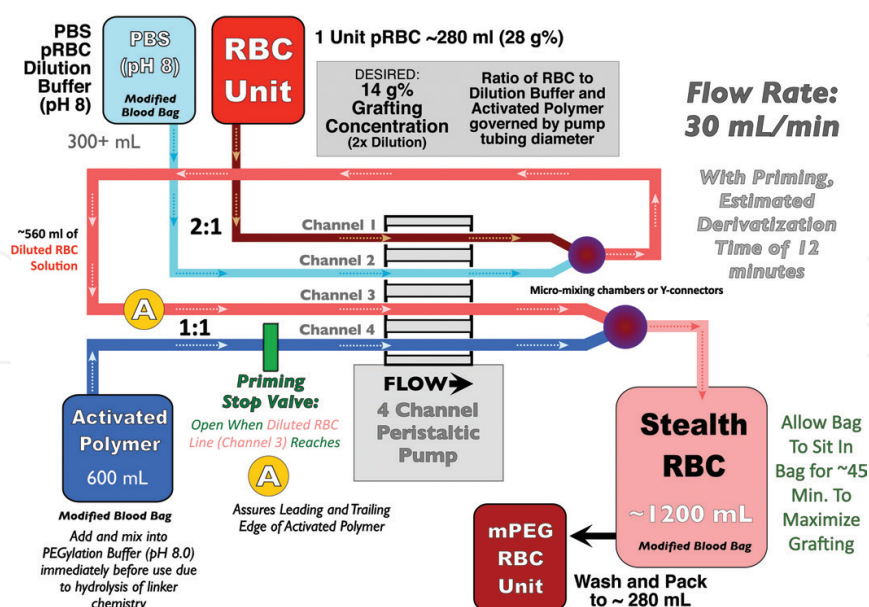 PBS
pRBC
Dilution
Buffer
(pH 8)
PBS
(pH 8)
Modified
Blood Bag
300+ mL
RBC
Unit
1 Unit pRBC ~280 ml (28 g%)
DESIRED:
14 g%
Grafting
Concentration
(2x Dilution)
Ratio of RBC to
Dilution Buffer and
Activated Polymer
governed by pump
tubing diameter
Flow Rate:
30 mL/min
With Priming,
Estimated
Derivatization
Time of 12
minutes
~560 ml of
Diluted RBC
Solution
2:1
Channel 1
Channel 2
Channel 3
Channel 4
Micro-mixing chambers or Y-connectors
A
1:1
Priming
Stop Valve:
Open When Diluted RBC
Line (Channel 3) Reaches
A
Assures Leading and Trailing
Edge of Activated Polymer
FLOW
4 Channel
Peristaltic
Pump
Activated
Polymer
600 mL
Modified Blood Bag
Add and mix into
PEGylation Buffer (pH 8.0)
immediately before use due
to hydrolysis of linker
chemistry
Stealth
RBC
~1200 mL
Modified Blood Bag
Allow Bag
To Sit In
Bag for ~45
Min. To
Maximize
Grafting
mPEG
RBC
Unit
Wash and Pack
to ~ 280 mL